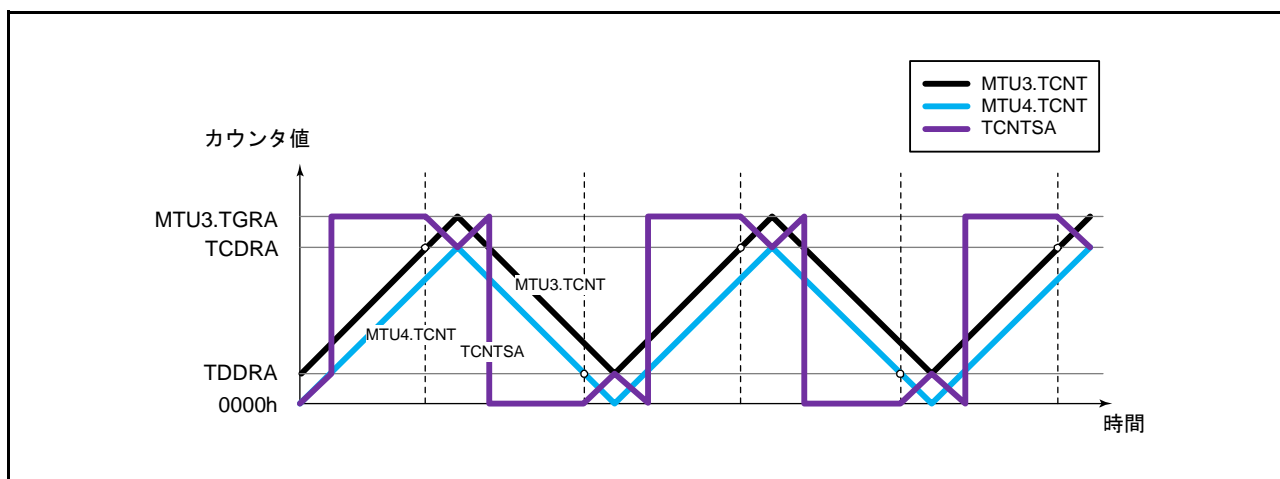 MTU3.TCNT
MTU4.TCNT
TCNTSA
カウンタ値
MTU3.TGRA
TCDRA
MTU3.TCNT
MTU4.TCNT
TCNTSA
TDDRA
0000h
時間